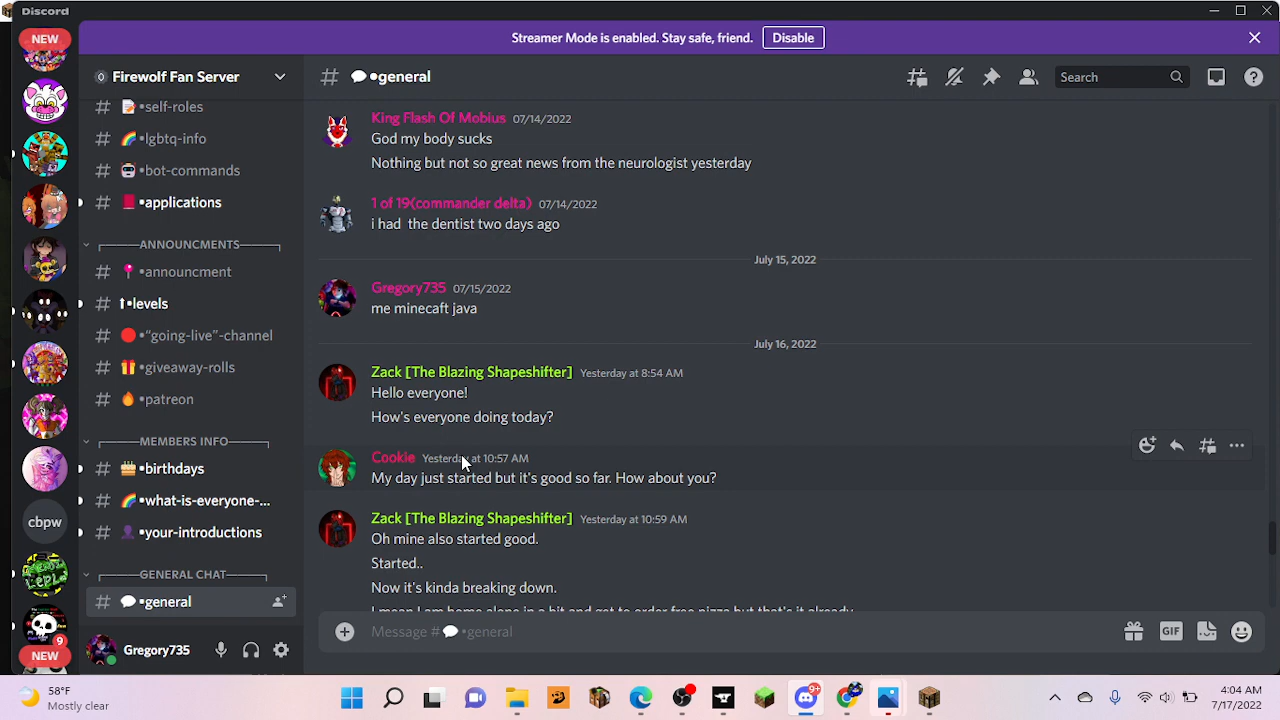 Discord
Streamer Mode is enabled. Stay safe, friend.
Disable
NEW
Firewolf Fan Server
•general
Search
•self-roles
•lgbtq-info
•bot-commands
•applications
ANNOUNCMENTS
•announcment
•levels
•“going-live”-channel
•giveaway-rolls
•patreon
MEMBERS INFO
•birthdays
•what-is-everyone-...
•your-introductions
GENERAL CHAT
•general
cbpw
9
NEW
Gregory735
King Flash Of Mobius 07/14/2022
God my body sucks
Nothing but not so great news from the neurologist yesterday
1 of 19(commander delta) 07/14/2022
i had the dentist two days ago
July 15, 2022
Gregory735 07/15/2022
me minecaft java
July 16, 2022
Zack [The Blazing Shapeshifter] Yesterday at 8:54 AM
Hello everyone!
How's everyone doing today?
Cookie Yesterday at 10:57 AM
My day just started but it's good so far. How about you?
Zack [The Blazing Shapeshifter] Yesterday at 10:59 AM
Oh mine also started good.
Started..
Now it's kinda breaking down.
I mean I am home alone in a bit and get to order free pizza but that's it already
Message # •general
GIF
58°F
Mostly clear
9+
4:04 AM
7/17/2022